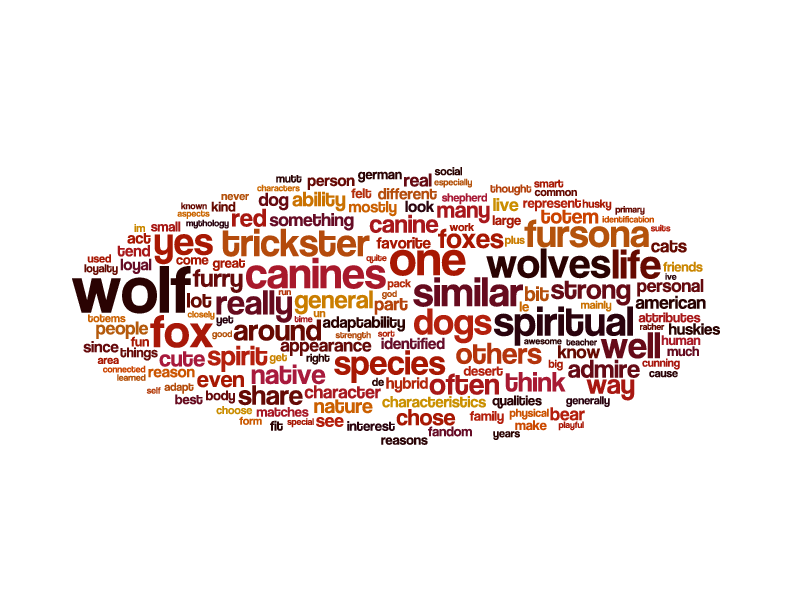 social
mutt person german real especially
characters
never dog ability felt different thought smart
known kind mostly look shepherd live represent husky common
aspects red something canine many large totem primary
im small mythology work identification
act yes trickster favorite foxes plus fursona suits
tend cats
used come great quite one wolves life friends
loyalty loyal furry canines pack ive
wolf lot run god similar bit strong personal
really general part le mainly american
totems closely yet time un dogs spiritual attributes
people fox good around adaptability rather huskies
fun strength sort awesome teacher human
since things cute spirit get appearance identified others know well much
area right species big cunning
connected reason native desert admire cause
learned even de hybrid often think way
self adapt body share character
best nature characteristics qualities generally
choose matches chose family physical bear
form fit special see interest make playful
fandom years
reasons